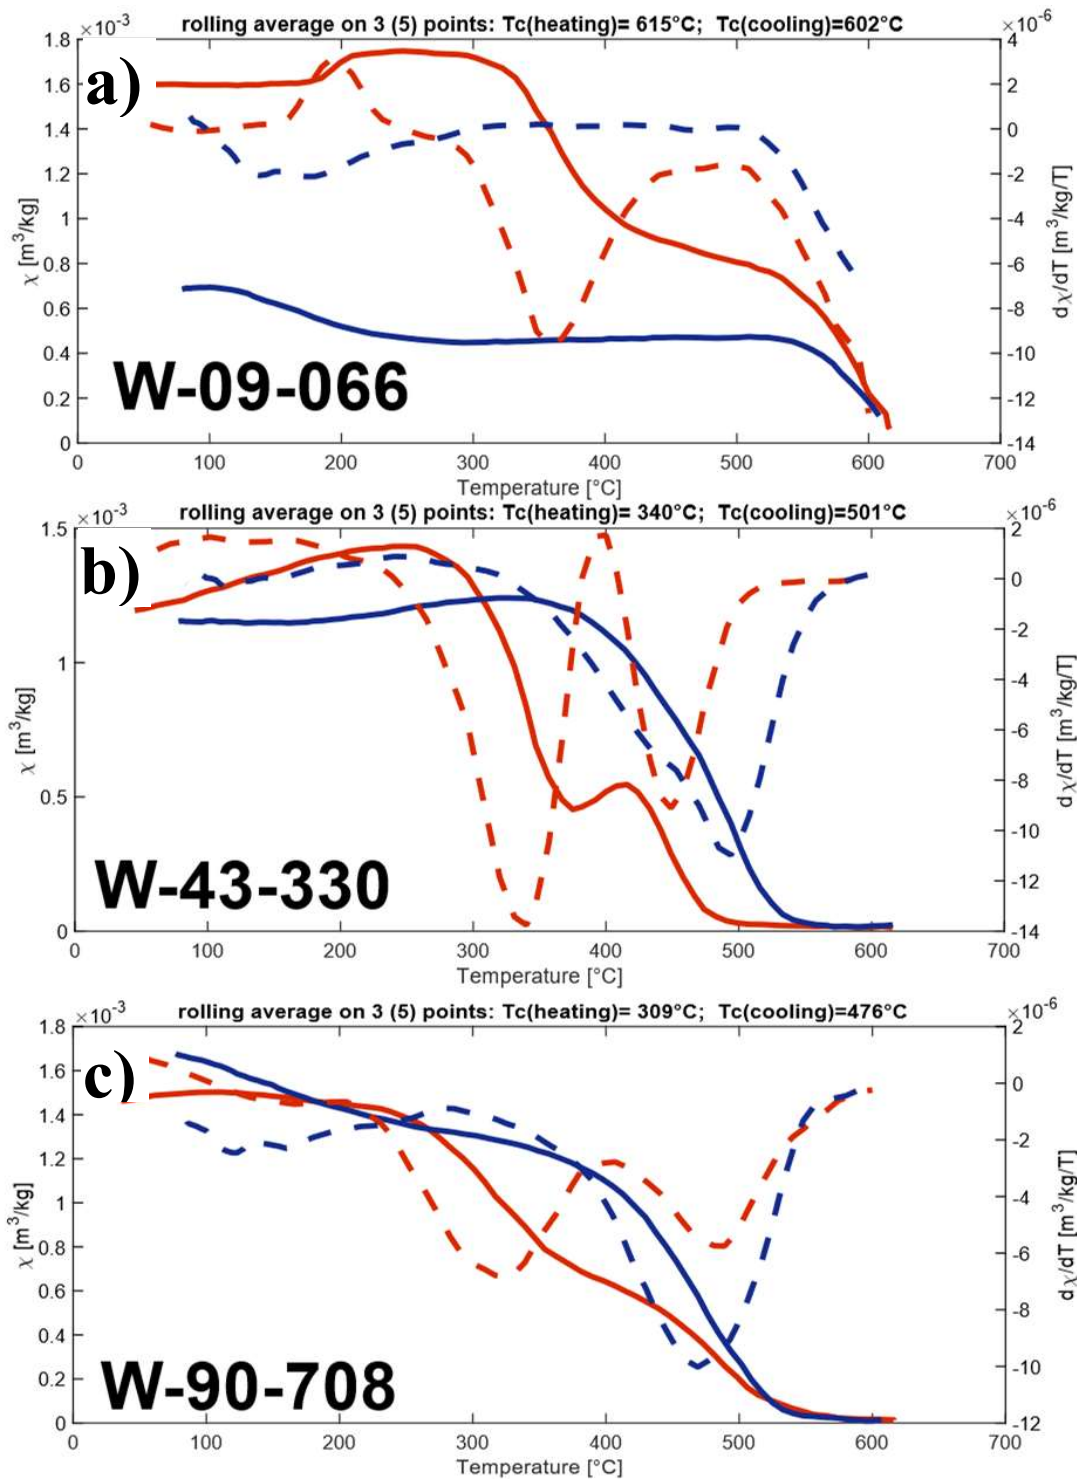 rolling average on 3 (5) points: Tc(heating)= 615°C;  Tc(cooling)=602°C
×10⁻³
×10⁻⁶
a)
1.8
1.6
1.4
1.2
1
0.8
0.6
0.4
0.2
0
χ [m³/kg]
4
2
0
-2
-4
-6
-8
-10
-12
-14
dχ/dT [m³/kg/T]
W-09-066
0 100 200 300 400 500 600 700
Temperature [°C]
rolling average on 3 (5) points: Tc(heating)= 340°C;  Tc(cooling)=501°C
×10⁻³
×10⁻⁶
b)
1.5
1
0.5
0
χ [m³/kg]
2
0
-2
-4
-6
-8
-10
-12
-14
dχ/dT [m³/kg/T]
W-43-330
0 100 200 300 400 500 600 700
Temperature [°C]
rolling average on 3 (5) points: Tc(heating)= 309°C;  Tc(cooling)=476°C
×10⁻³
×10⁻⁶
c)
1.8
1.6
1.4
1.2
1
0.8
0.6
0.4
0.2
0
χ [m³/kg]
2
0
-2
-4
-6
-8
-10
-12
dχ/dT [m³/kg/T]
W-90-708
0 100 200 300 400 500 600 700
Temperature [°C]